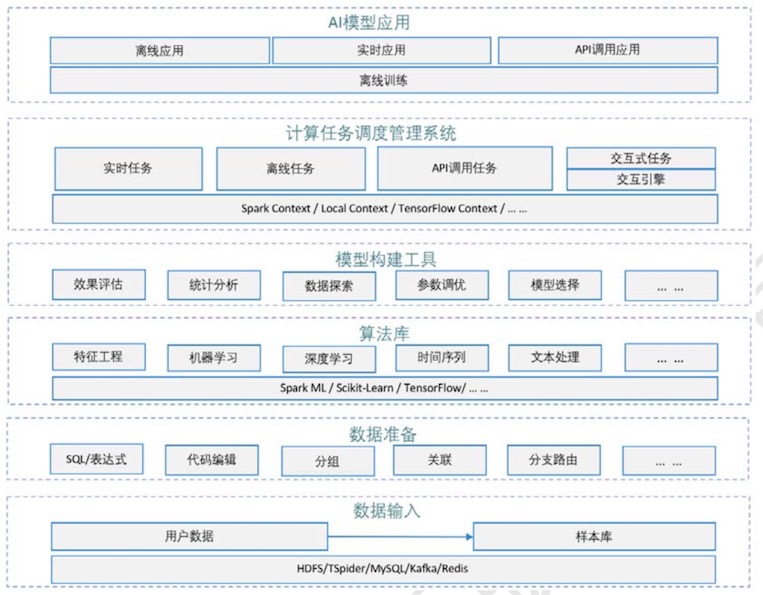 AI模型应用
离线应用 实时应用 API调用应用
离线训练
计算任务调度管理系统
实时任务 离线任务 API调用任务 交互式任务
交互引擎
Spark Context / Local Context / TensorFlow Context / ... ...
模型构建工具
效果评估 统计分析 数据探索 参数调优 模型选择 ... ...
算法库
特征工程 机器学习 深度学习 时间序列 文本处理 ... ...
Spark ML / Scikit-Learn / TensorFlow/ ... ...
数据准备
SQL/表达式 代码编辑 分组 关联 分支路由 ... ...
数据输入
用户数据 样本库
HDFS/TSpider/MySQL/Kafka/Redis